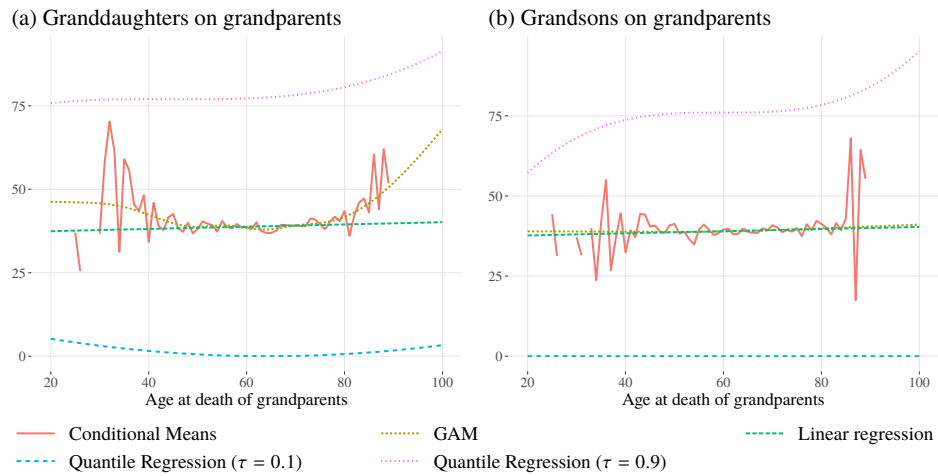 (a) Granddaughters on grandparents
(b) Grandsons on grandparents
75
50
25
0
20 40 60 80 100
Age at death of grandparents
75
50
25
0
20 40 60 80 100
Age at death of grandparents
Conditional Means
GAM
Linear regression
Quantile Regression (τ = 0.1)
Quantile Regression (τ = 0.9)